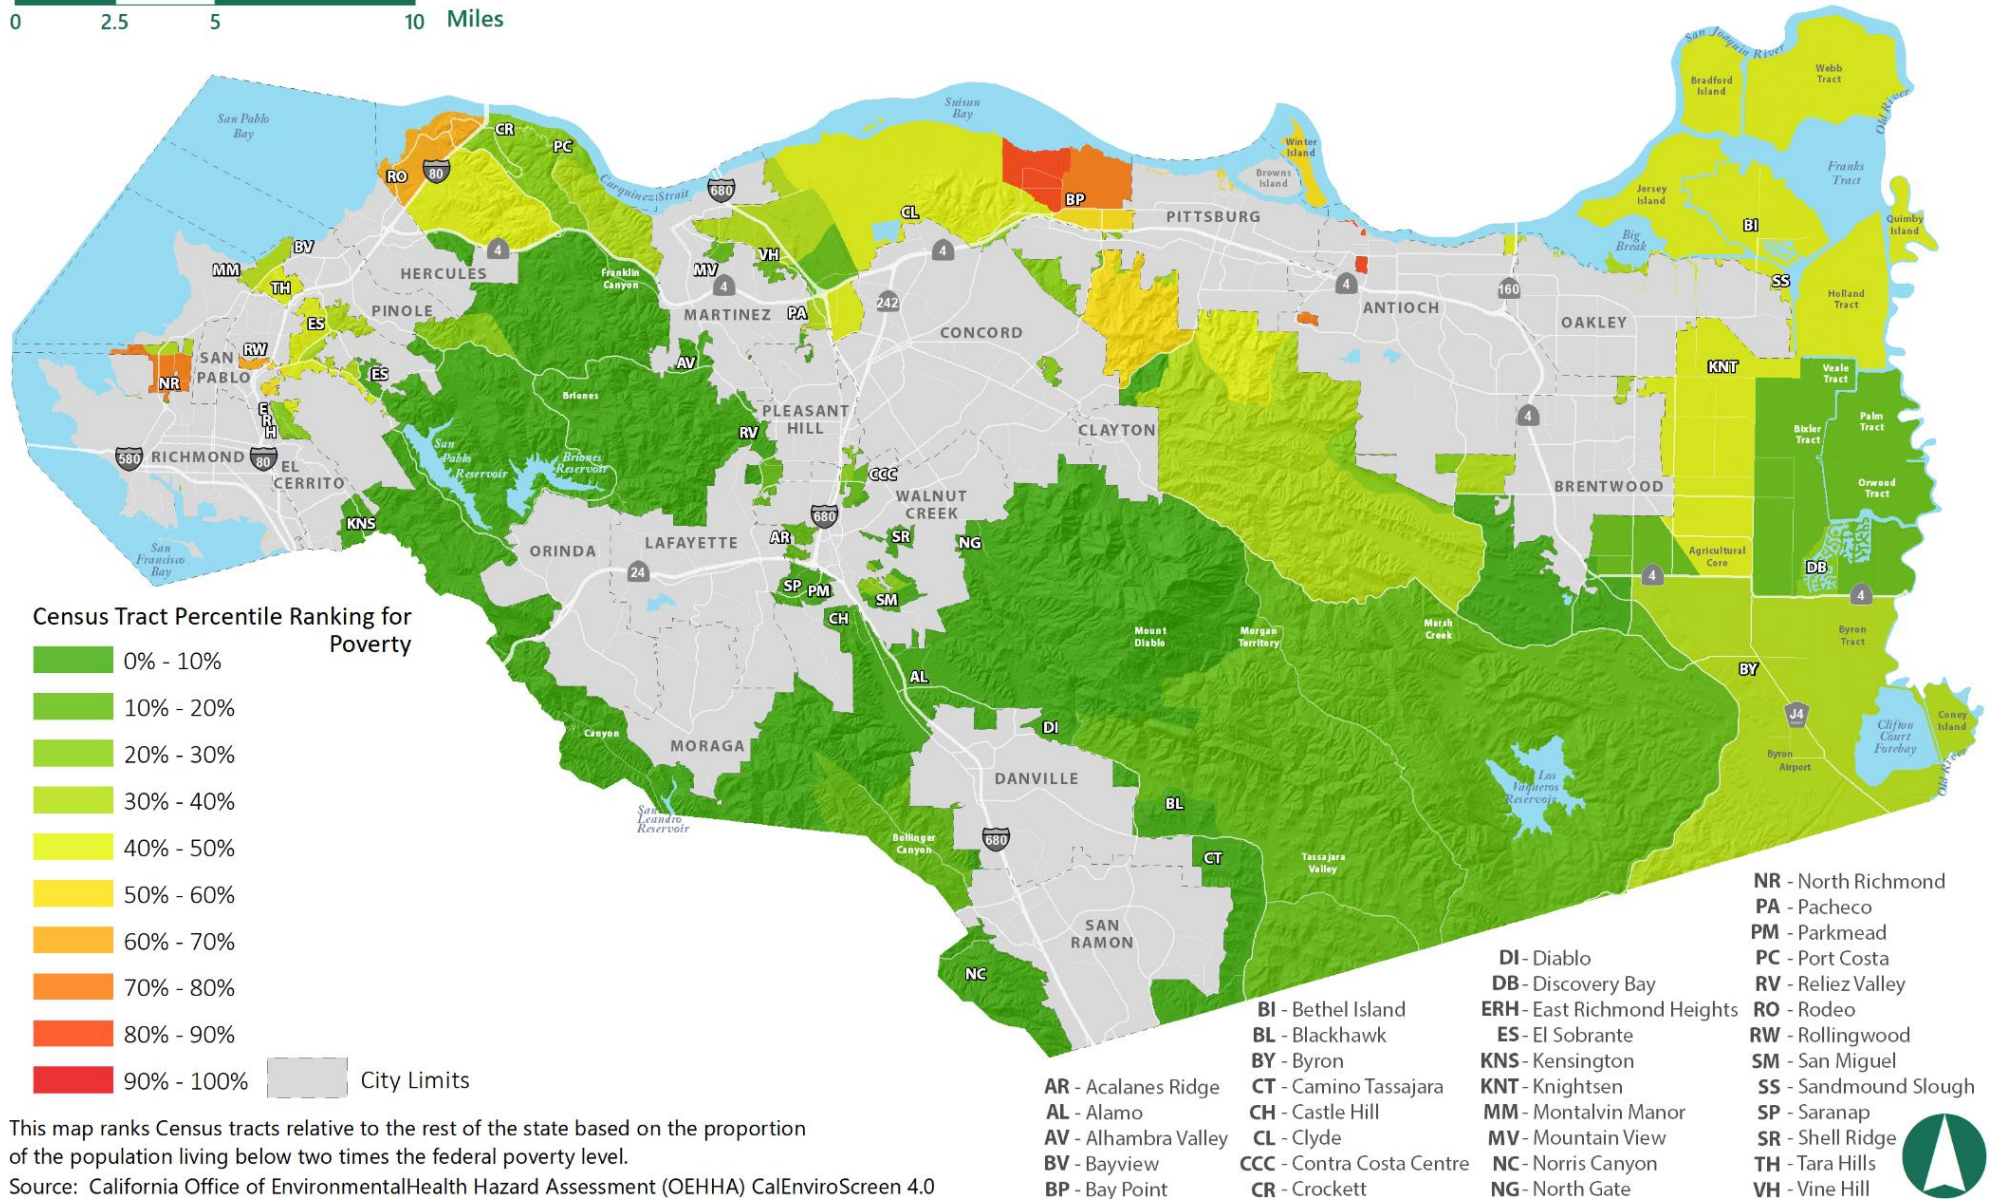 0 2.5 5 10 Miles
San Joaquin River
Bradford
Island
Webb
Tract
Old River
Franks
Tract
San Pablo
Bay
Suisun
Bay
CR
PC
RO
80
Carquinez Strait
680
Winter
Island
Browns
Island
BP
PITTSBURG
CL
Jersey
Island
BI
Quimby
Island
Big
Break
BV
MM
TH
HERCULES
4
Franklin
Canyon
MV
VH
4
4
242
MARTINEZ
PA
CONCORD
4
ANTIOCH
160
OAKLEY
SS
Holland
Tract
ES
PINOLE
RW
SAN
PABLO
NR
ES
AV
KNT
Veale
Tract
Briones
PLEASANT
HILL
CLAYTON
4
Palm
Tract
Bixler
Tract
E
R
H
RV
San
Pablo
Reservoir
Briones
Reservoir
580
RICHMOND
80
EL
CERRITO
CCC
WALNUT
CREEK
BRENTWOOD
Orwood
Tract
KNS
680
San
Francisco
Bay
ORINDA
LAFAYETTE
AR
SR
NG
Agricultural
Core
24
SP
PM
SM
4
DB
4
CH
Mount
Diablo
Morgan
Territory
Marsh
Creek
Byron
Tract
AL
BY
DI
J4
Coney
Island
Clifton
Court
Forebay
Canyon
MORAGA
Byron
Airport
Old River
DANVILLE
Los
Vaqueros
Reservoir
BL
San
Leandro
Reservoir
680
Bollinger
Canyon
CT
Tassajara
Valley
SAN
RAMON
NC
Census Tract Percentile Ranking for
Poverty
0% - 10%
10% - 20%
20% - 30%
30% - 40%
40% - 50%
50% - 60%
60% - 70%
70% - 80%
80% - 90%
90% - 100%
City Limits
This map ranks Census tracts relative to the rest of the state based on the proportion
of the population living below two times the federal poverty level.
Source: California Office of EnvironmentalHealth Hazard Assessment (OEHHA) CalEnviroScreen 4.0
AR - Acalanes Ridge
AL - Alamo
AV - Alhambra Valley
BV - Bayview
BP - Bay Point
BI - Bethel Island
BL - Blackhawk
BY - Byron
CT - Camino Tassajara
CH - Castle Hill
CL - Clyde
CCC - Contra Costa Centre
CR - Crockett
DI - Diablo
DB - Discovery Bay
ERH - East Richmond Heights
ES - El Sobrante
KNS - Kensington
KNT - Knightsen
MM - Montalvin Manor
MV - Mountain View
NC - Norris Canyon
NG - North Gate
NR - North Richmond
PA - Pacheco
PM - Parkmead
PC - Port Costa
RV - Reliez Valley
RO - Rodeo
RW - Rollingwood
SM - San Miguel
SS - Sandmound Slough
SP - Saranap
SR - Shell Ridge
TH - Tara Hills
VH - Vine Hill